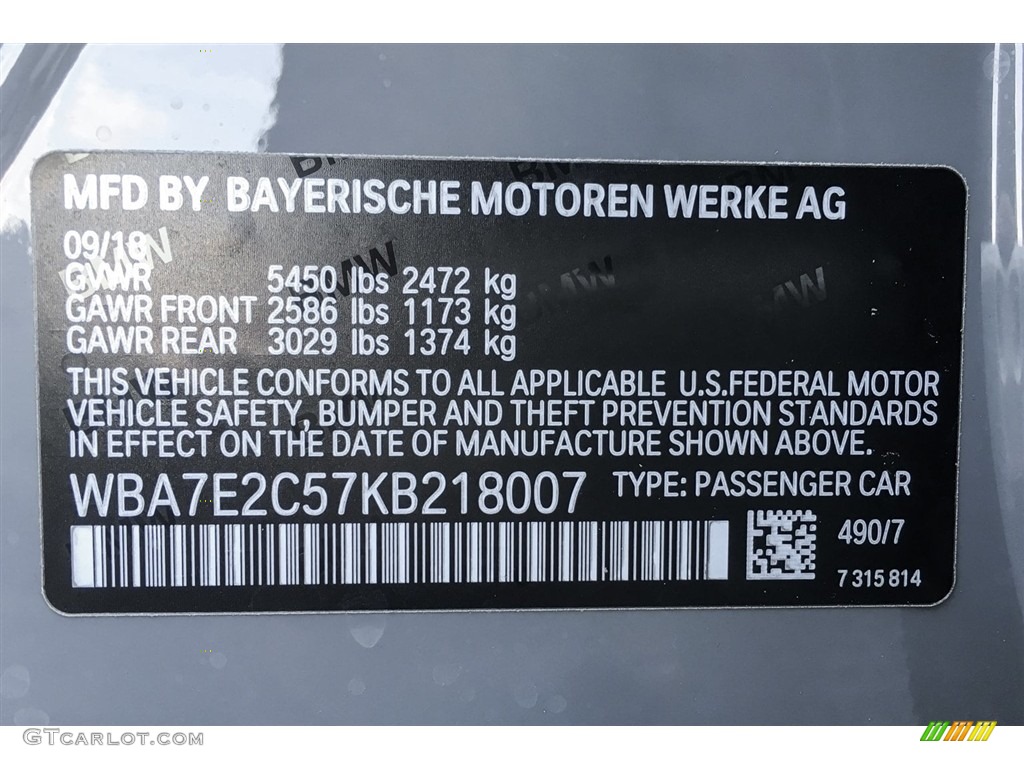 MFD BY BAYERISCHE MOTOREN WERKE AG
09/18
GVWR 5450 lbs 2472 kg
GAWR FRONT 2586 lbs 1173 kg
GAWR REAR 3029 lbs 1374 kg
THIS VEHICLE CONFORMS TO ALL APPLICABLE U.S.FEDERAL MOTOR
VEHICLE SAFETY, BUMPER AND THEFT PREVENTION STANDARDS
IN EFFECT ON THE DATE OF MANUFACTURE SHOWN ABOVE.
WBA7E2C57KB218007 TYPE: PASSENGER CAR
490/7
7 315 814
GTCarLot.com